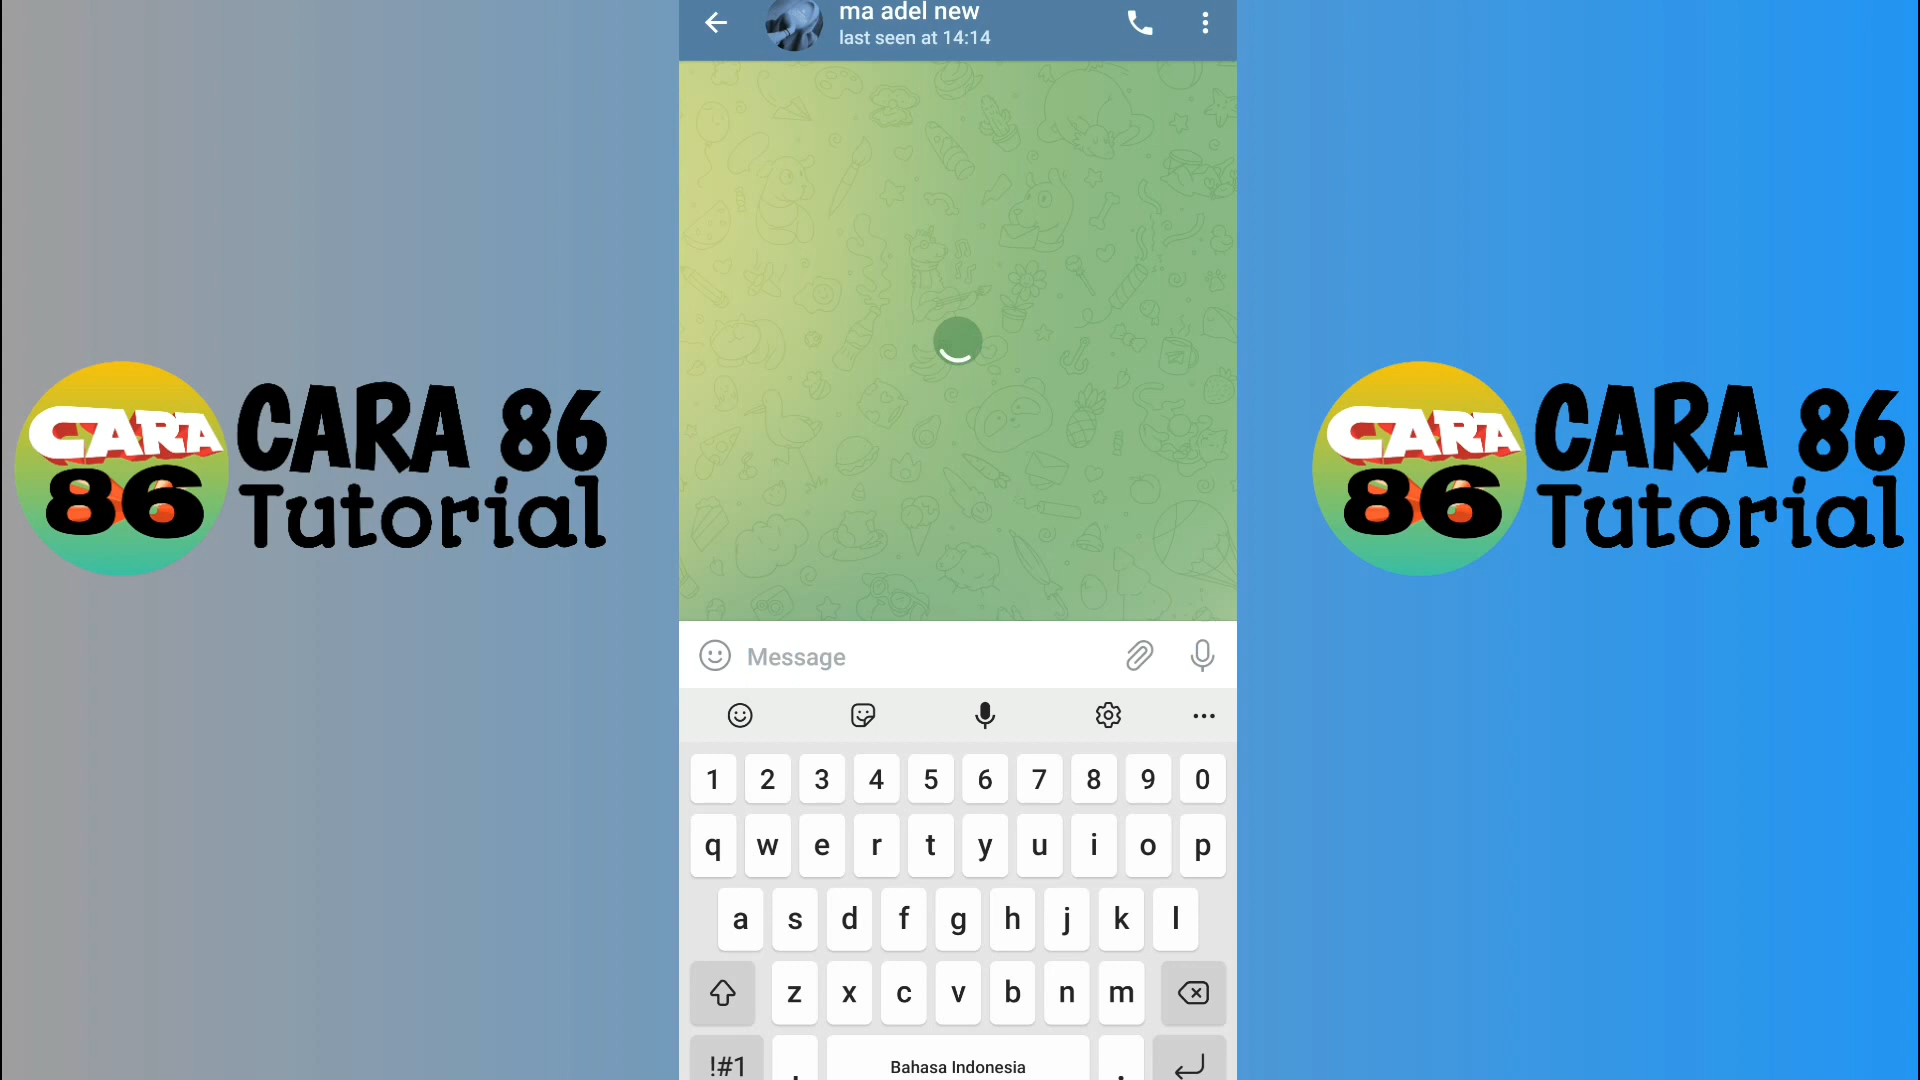 ma adel new
last seen at 14:14
CARA
86
CARA 86
Tutorial
CARA
86
CARA 86
Tutorial
Message
1 2 3 4 5 6 7 8 9 0
q w e r t y u i o p
a s d f g h j k l
z x c v b n m
!#1 , Bahasa Indonesia .